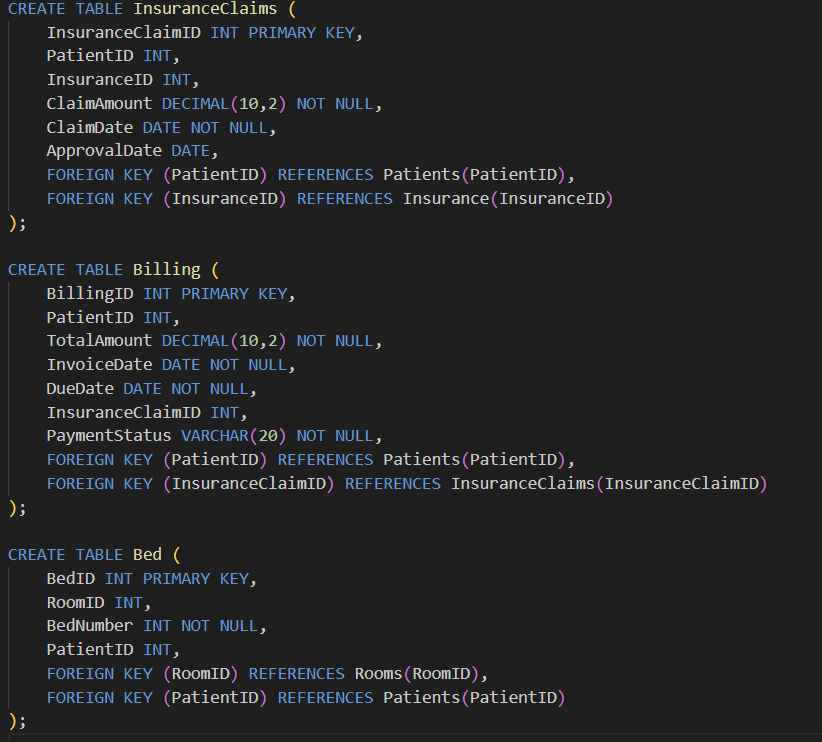 CREATE TABLE InsuranceClaims (
    InsuranceClaimID INT PRIMARY KEY,
    PatientID INT,
    InsuranceID INT,
    ClaimAmount DECIMAL(10,2) NOT NULL,
    ClaimDate DATE NOT NULL,
    ApprovalDate DATE,
    FOREIGN KEY (PatientID) REFERENCES Patients(PatientID),
    FOREIGN KEY (InsuranceID) REFERENCES Insurance(InsuranceID)
);

CREATE TABLE Billing (
    BillingID INT PRIMARY KEY,
    PatientID INT,
    TotalAmount DECIMAL(10,2) NOT NULL,
    InvoiceDate DATE NOT NULL,
    DueDate DATE NOT NULL,
    InsuranceClaimID INT,
    PaymentStatus VARCHAR(20) NOT NULL,
    FOREIGN KEY (PatientID) REFERENCES Patients(PatientID),
    FOREIGN KEY (InsuranceClaimID) REFERENCES InsuranceClaims(InsuranceClaimID)
);

CREATE TABLE Bed (
    BedID INT PRIMARY KEY,
    RoomID INT,
    BedNumber INT NOT NULL,
    PatientID INT,
    FOREIGN KEY (RoomID) REFERENCES Rooms(RoomID),
    FOREIGN KEY (PatientID) REFERENCES Patients(PatientID)
);